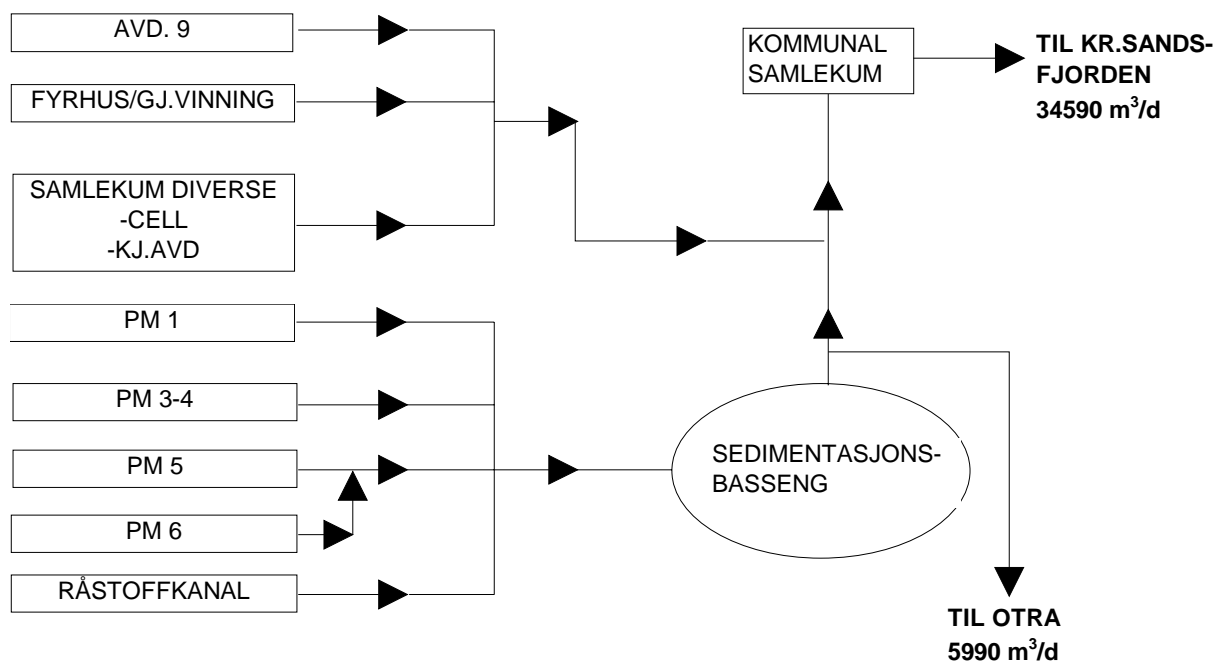 AVD. 9
FYRHUS/GJ.VINNING
SAMLEKUM DIVERSE
-CELL
-KJ.AVD
PM 1
PM 3-4
PM 5
PM 6
RÅSTOFFKANAL
KOMMUNAL
SAMLEKUM
TIL KR.SANDS-
FJORDEN
34590 m³/d
SEDIMENTASJONS-
BASSENG
TIL OTRA
5990 m³/d